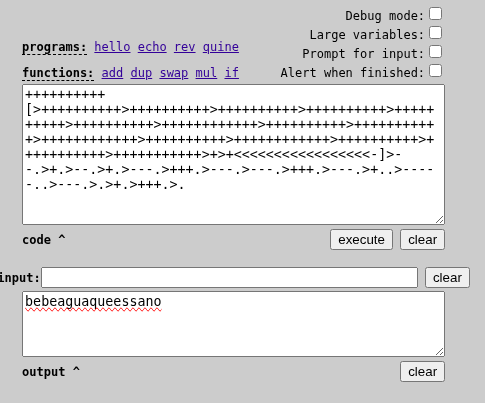 Debug mode:
Large variables:
programs: hello echo rev quine
Prompt for input:
functions: add dup swap mul if
Alert when finished:
++++++++++
[>++++++++++>++++++++++>++++++++++>++++++++++>+++++
+++++>++++++++++>++++++++++++>++++++++++>++++++++++
+>++++++++++++>++++++++++>++++++++++++>++++++++++>+
++++++++++>+++++++++++>+>+<<<<<<<<<<<<<<<<<-]>-
-.>+.>--.>+.>---.>+++.>---.>---.>+++.>---.>+..>----
-..>---.>.>+.>+++.>.
code ^ execute clear
input: clear
bebeaguaqueessano
output ^ clear